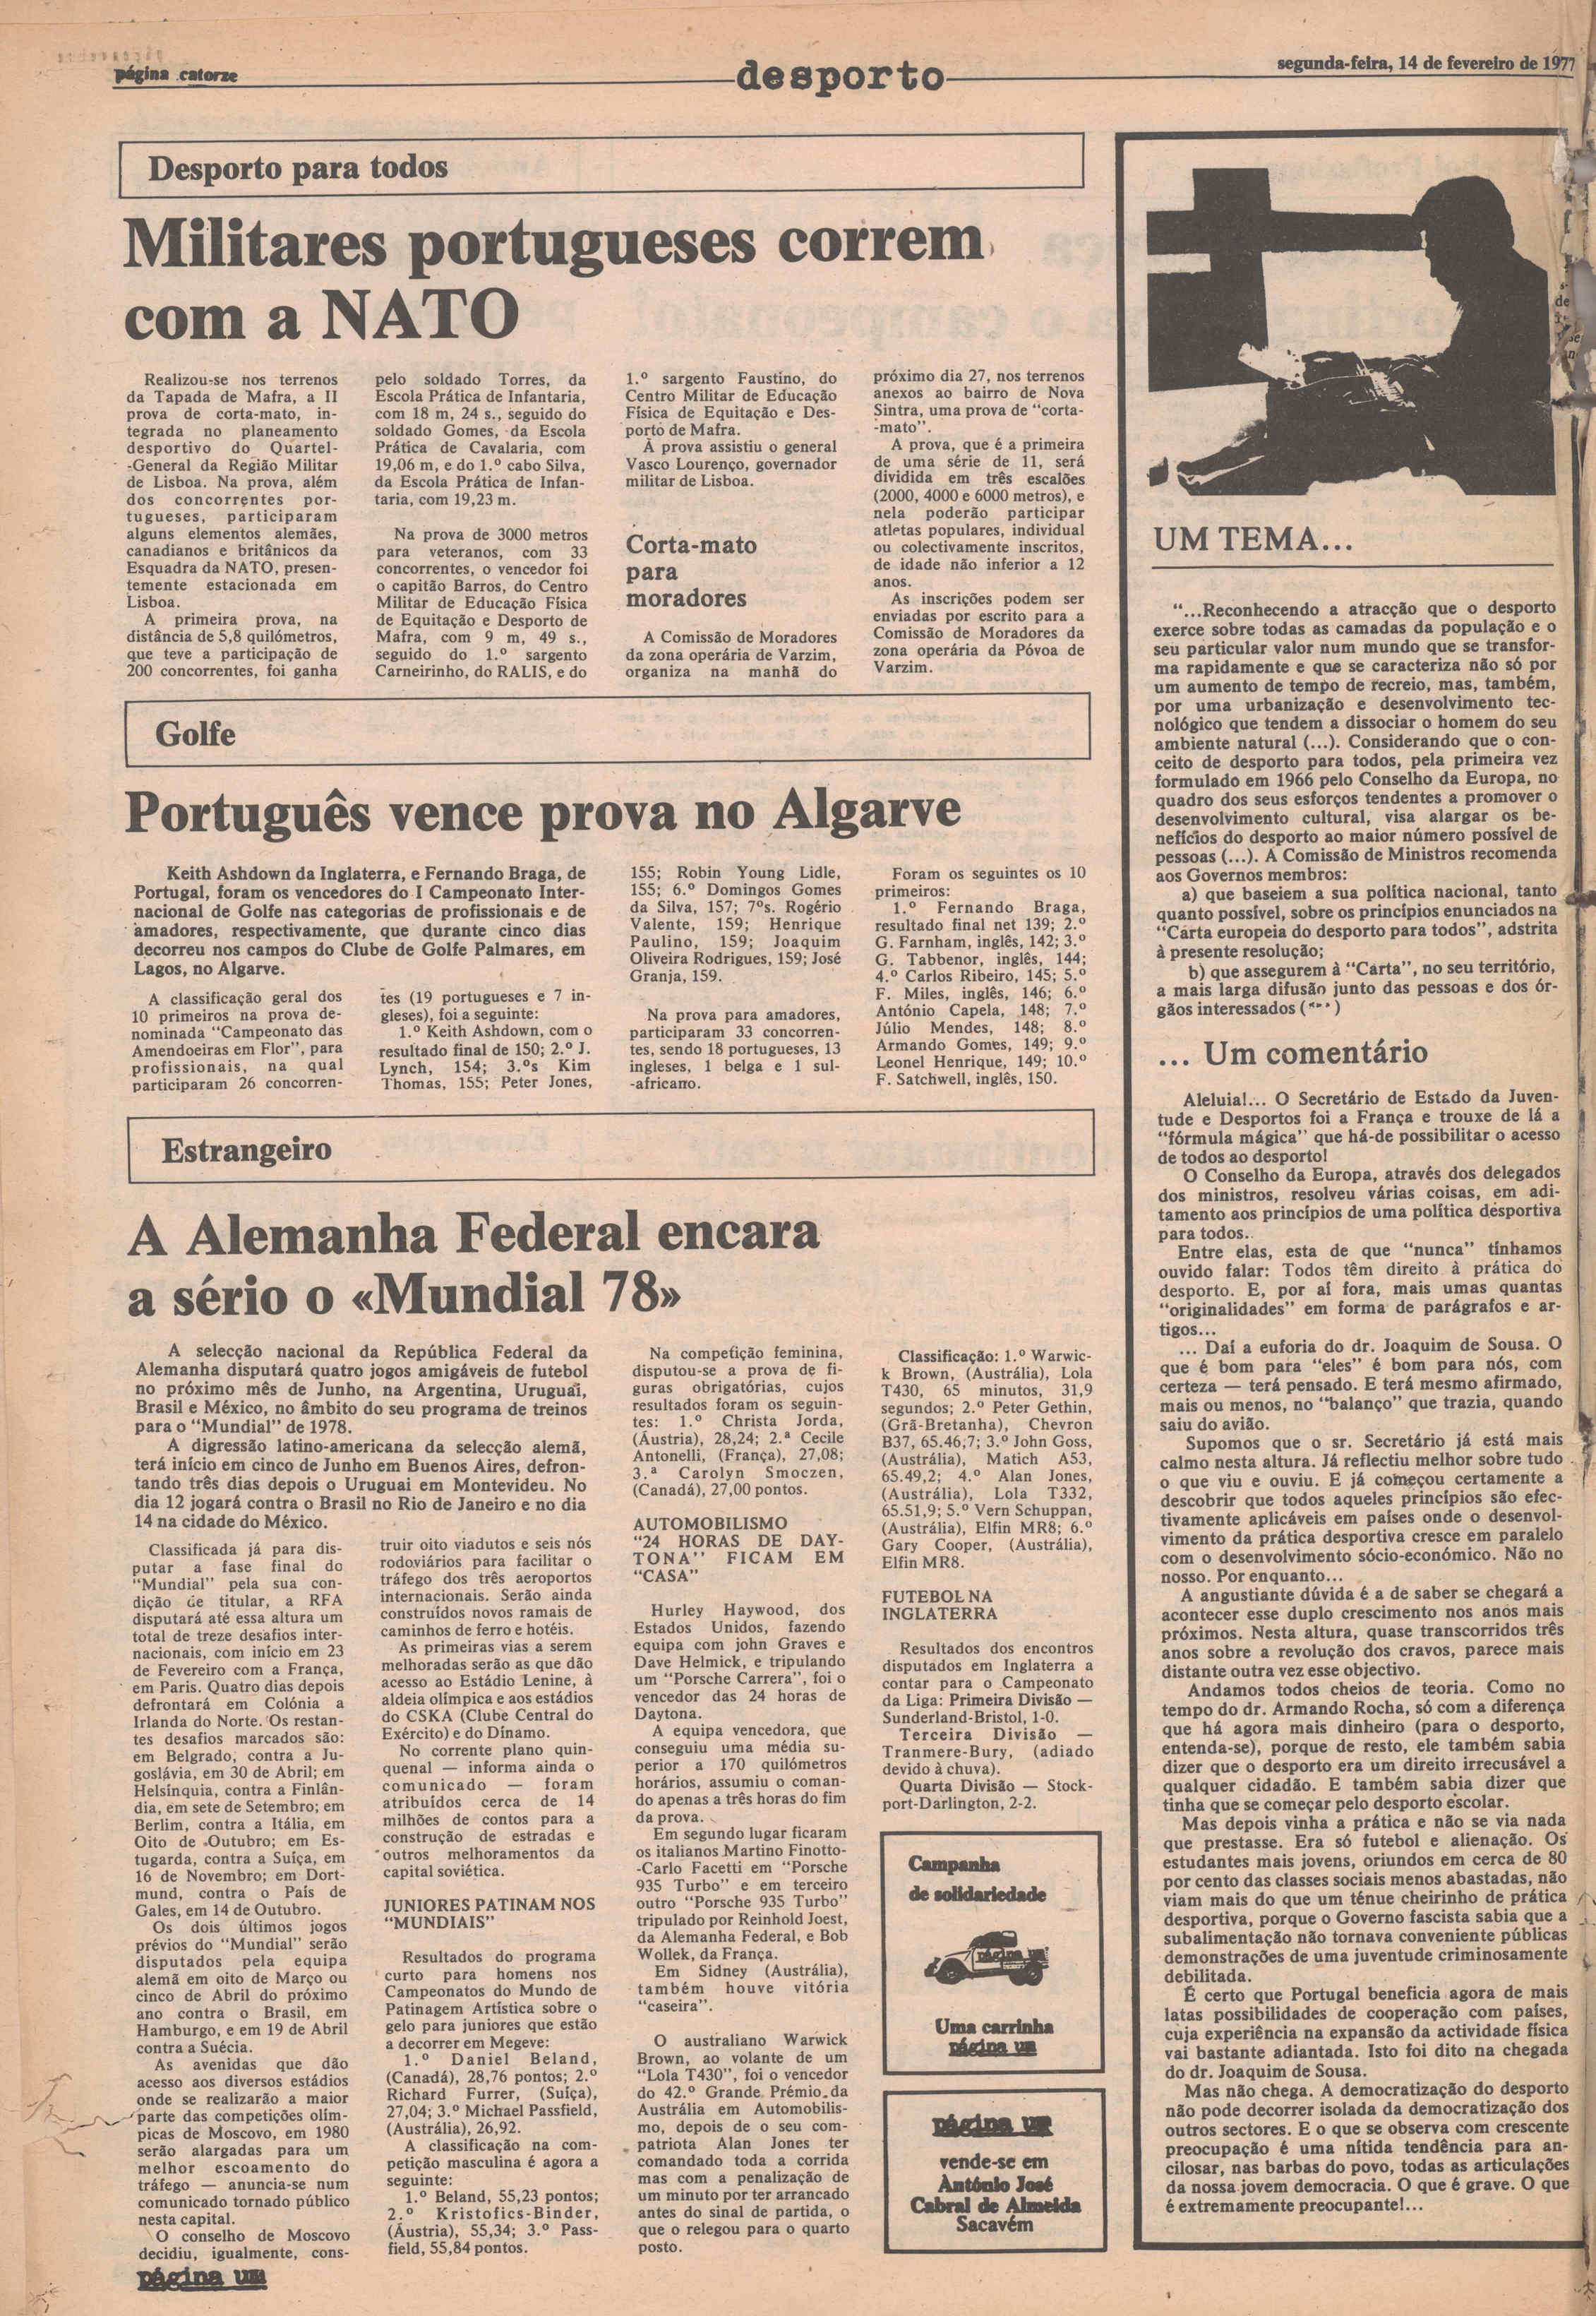 página catorze
desporto
segunda-feira, 14 de fevereiro de 1977
Desporto para todos
Militares portugueses correm
com a NATO
Realizou-se nos terrenos
da Tapada de Mafra, a II
prova de corta-mato, in-
tegrada no planeamento
desportivo do Quartel-
-General da Região Militar
de Lisboa. Na prova, além
dos concorrentes por-
tugueses, participaram
alguns elementos alemães,
canadianos e britânicos da
Esquadra da NATO, presen-
temente estacionada em
Lisboa.
A primeira prova, na
distância de 5,8 quilómetros,
que teve a participação de
200 concorrentes, foi ganha
pelo soldado Torres, da
Escola Prática de Infantaria,
com 18 m, 24 s., seguido do
soldado Gomes, da Escola
Prática de Cavalaria, com
19,06 m, e do 1.º cabo Silva,
da Escola Prática de Infan-
taria, com 19,23 m.
Na prova de 3000 metros
para veteranos, com 33
concorrentes, o vencedor foi
o capitão Barros, do Centro
Militar de Educação Física
de Equitação e Desporto de
Mafra, com 9 m, 49 s.,
seguido do 1.º sargento
Carneirinho, do RALIS, e do
1.º sargento Faustino, do
Centro Militar de Educação
Física de Equitação e Des-
porto de Mafra.
À prova assistiu o general
Vasco Lourenço, governador
militar de Lisboa.
Corta-mato
para
moradores
A Comissão de Moradores
da zona operária de Varzim,
organiza na manhã do
próximo dia 27, nos terrenos
anexos ao bairro de Nova
Sintra, uma prova de "corta-
-mato".
A prova, que é a primeira
de uma série de 11, será
dividida em três escalões
(2000, 4000 e 6000 metros), e
nela poderão participar
atletas populares, individual
ou colectivamente inscritos,
de idade não inferior a 12
anos.
As inscrições podem ser
enviadas por escrito para a
Comissão de Moradores da
zona operária da Póvoa de
Varzim.
Golfe
Português vence prova no Algarve
Keith Ashdown da Inglaterra, e Fernando Braga, de
Portugal, foram os vencedores do I Campeonato Inter-
nacional de Golfe nas categorias de profissionais e de
amadores, respectivamente, que durante cinco dias
decorreu nos campos do Clube de Golfe Palmares, em
Lagos, no Algarve.
A classificação geral dos
10 primeiros na prova de-
nominada "Campeonato das
Amendoeiras em Flor", para
profissionais, na qual
participaram 26 concorren-
tes (19 portugueses e 7 in-
gleses), foi a seguinte:
1.º Keith Ashdown, com o
resultado final de 150; 2.º J.
Lynch, 154; 3.ºs Kim
Thomas, 155; Peter Jones,
155; Robin Young Lidle,
155; 6.º Domingos Gomes
da Silva, 157; 7ºs. Rogério
Valente, 159; Henrique
Paulino, 159; Joaquim
Oliveira Rodrigues, 159; José
Granja, 159.
Na prova para amadores,
participaram 33 concorren-
tes, sendo 18 portugueses, 13
ingleses, 1 belga e 1 sul-
-africano.
Foram os seguintes os 10
primeiros:
1.º Fernando Braga,
resultado final net 139; 2.º
G. Farnham, inglês, 142; 3.º
G. Tabbenor, inglês, 144;
4.º Carlos Ribeiro, 145; 5.º
F. Miles, inglês, 146; 6.º
António Capela, 148; 7.º
Júlio Mendes, 148; 8.º
Armando Gomes, 149; 9.º
Leonel Henrique, 149; 10.º
F. Satchwell, inglês, 150.
Estrangeiro
A Alemanha Federal encara
a sério o «Mundial 78»
A selecção nacional da República Federal da
Alemanha disputará quatro jogos amigáveis de futebol
no próximo mês de Junho, na Argentina, Uruguai,
Brasil e México, no âmbito do seu programa de treinos
para o "Mundial" de 1978.
A digressão latino-americana da selecção alemã,
terá início em cinco de Junho em Buenos Aires, defron-
tando três dias depois o Uruguai em Montevideu. No
dia 12 jogará contra o Brasil no Rio de Janeiro e no dia
14 na cidade do México.
Classificada já para dis-
putar a fase final do
"Mundial" pela sua con-
dição de titular, a RFA
disputará até essa altura um
total de treze desafios inter-
nacionais, com início em 23
de Fevereiro com a França,
em Paris. Quatro dias depois
defrontará em Colónia a
Irlanda do Norte. Os restan-
tes desafios marcados são:
em Belgrado, contra a Ju-
goslávia, em 30 de Abril; em
Helsínquia, contra a Finlân-
dia, em sete de Setembro; em
Berlim, contra a Itália, em
Oito de Outubro; em Es-
tugarda, contra a Suíça, em
16 de Novembro; em Dort-
mund, contra o País de
Gales, em 14 de Outubro.
Os dois últimos jogos
prévios do "Mundial" serão
disputados pela equipa
alemã em oito de Março ou
cinco de Abril do próximo
ano contra o Brasil, em
Hamburgo, e em 19 de Abril
contra a Suécia.
As avenidas que dão
acesso aos diversos estádios
onde se realizarão a maior
parte das competições olím-
picas de Moscovo, em 1980
serão alargadas para um
melhor escoamento do
tráfego — anuncia-se num
comunicado tornado público
nesta capital.
O conselho de Moscovo
decidiu, igualmente, cons-
truir oito viadutos e seis nós
rodoviários para facilitar o
tráfego dos três aeroportos
internacionais. Serão ainda
construídos novos ramais de
caminhos de ferro e hotéis.
As primeiras vias a serem
melhoradas serão as que dão
acesso ao Estádio Lenine, à
aldeia olímpica e aos estádios
do CSKA (Clube Central do
Exército) e do Dínamo.
No corrente plano quin-
quenal — informa ainda o
comunicado — foram
atribuídos cerca de 14
milhões de contos para a
construção de estradas e
outros melhoramentos da
capital soviética.
JUNIORES PATINAM NOS
"MUNDIAIS"
Resultados do programa
curto para homens nos
Campeonatos do Mundo de
Patinagem Artística sobre o
gelo para juniores que estão
a decorrer em Megeve:
1.º Daniel Beland,
(Canadá), 28,76 pontos; 2.º
Richard Furrer, (Suíça),
27,04; 3.º Michael Passfield,
(Austrália), 26,92.
A classificação na com-
petição masculina é agora a
seguinte:
1.º Beland, 55,23 pontos;
2.º Kristofics-Binder,
(Áustria), 55,34; 3.º Pass-
field, 55,84 pontos.
Na competição feminina,
disputou-se a prova de fi-
guras obrigatórias, cujos
resultados foram os seguin-
tes: 1.º Christa Jorda,
(Áustria), 28,24; 2.ª Cecile
Antonelli, (França), 27,08;
3.ª Carolyn Smoczen,
(Canadá), 27,00 pontos.
AUTOMOBILISMO
"24 HORAS DE DAY-
TONA" FICAM EM
"CASA"
Hurley Haywood, dos
Estados Unidos, fazendo
equipa com john Graves e
Dave Helmick, e tripulando
um "Porsche Carrera", foi o
vencedor das 24 horas de
Daytona.
A equipa vencedora, que
conseguiu uma média su-
perior a 170 quilómetros
horários, assumiu o coman-
do apenas a três horas do fim
da prova.
Em segundo lugar ficaram
os italianos Martino Finotto-
-Carlo Facetti em "Porsche
935 Turbo" e em terceiro
outro "Porsche 935 Turbo"
tripulado por Reinhold Joest,
da Alemanha Federal, e Bob
Wollek, da França.
Em Sidney (Austrália),
também houve vitória
"caseira".
O australiano Warwick
Brown, ao volante de um
"Lola T430", foi o vencedor
do 42.º Grande Prémio da
Austrália em Automobilis-
mo, depois de o seu com-
patriota Alan Jones ter
comandado toda a corrida
mas com a penalização de
um minuto por ter arrancado
antes do sinal de partida, o
que o relegou para o quarto
posto.
Classificação: 1.º Warwic-
k Brown, (Austrália), Lola
T430, 65 minutos, 31,9
segundos; 2.º Peter Gethin,
(Grã-Bretanha), Chevron
B37, 65.46,7; 3.º John Goss,
(Austrália), Matich A53,
65.49,2; 4.º Alan Jones,
(Austrália), Lola T332,
65.51,9; 5.º Vern Schuppan,
(Austrália), Elfin MR8; 6.º
Gary Cooper, (Austrália),
Elfin MR8.
FUTEBOL NA
INGLATERRA
Resultados dos encontros
disputados em Inglaterra a
contar para o Campeonato
da Liga: Primeira Divisão —
Sunderland-Bristol, 1-0.
Terceira Divisão —
Tranmere-Bury, (adiado
devido à chuva).
Quarta Divisão — Stock-
port-Darlington, 2-2.
Campanha
de solidariedade
página um
Uma carrinha
página um
página um
vende-se em
António José
Cabral de Almeida
Sacavém
UM TEMA...
"...Reconhecendo a atracção que o desporto
exerce sobre todas as camadas da população e o
seu particular valor num mundo que se transfor-
ma rapidamente e que se caracteriza não só por
um aumento de tempo de recreio, mas, também,
por uma urbanização e desenvolvimento tec-
nológico que tendem a dissociar o homem do seu
ambiente natural (...). Considerando que o con-
ceito de desporto para todos, pela primeira vez
formulado em 1966 pelo Conselho da Europa, no
quadro dos seus esforços tendentes a promover o
desenvolvimento cultural, visa alargar os be-
nefícios do desporto ao maior número possível de
pessoas (...). A Comissão de Ministros recomenda
aos Governos membros:
a) que baseiem a sua política nacional, tanto
quanto possível, sobre os princípios enunciados na
"Carta europeia do desporto para todos", adstrita
à presente resolução;
b) que assegurem à "Carta", no seu território,
a mais larga difusão junto das pessoas e dos ór-
gãos interessados (...)
... Um comentário
Aleluia!... O Secretário de Estado da Juven-
tude e Desportos foi a França e trouxe de lá a
"fórmula mágica" que há-de possibilitar o acesso
de todos ao desporto!
O Conselho da Europa, através dos delegados
dos ministros, resolveu várias coisas, em adi-
tamento aos princípios de uma política desportiva
para todos.
Entre elas, esta de que "nunca" tínhamos
ouvido falar: Todos têm direito à prática do
desporto. E, por aí fora, mais umas quantas
"originalidades" em forma de parágrafos e ar-
tigos...
... Daí a euforia do dr. Joaquim de Sousa. O
que é bom para "eles" é bom para nós, com
certeza — terá pensado. E terá mesmo afirmado,
mais ou menos, no "balanço" que trazia, quando
saiu do avião.
Supomos que o sr. Secretário já está mais
calmo nesta altura. Já reflectiu melhor sobre tudo
o que viu e ouviu. E já começou certamente a
descobrir que todos aqueles princípios são efec-
tivamente aplicáveis em países onde o desenvol-
vimento da prática desportiva cresce em paralelo
com o desenvolvimento sócio-económico. Não no
nosso. Por enquanto...
A angustiante dúvida é a de saber se chegará a
acontecer esse duplo crescimento nos anos mais
próximos. Nesta altura, quase transcorridos três
anos sobre a revolução dos cravos, parece mais
distante outra vez esse objectivo.
Andamos todos cheios de teoria. Como no
tempo do dr. Armando Rocha, só com a diferença
que há agora mais dinheiro (para o desporto,
entenda-se), porque de resto, ele também sabia
dizer que o desporto era um direito irrecusável a
qualquer cidadão. E também sabia dizer que
tinha que se começar pelo desporto escolar.
Mas depois vinha a prática e não se via nada
que prestasse. Era só futebol e alienação. Os
estudantes mais jovens, oriundos em cerca de 80
por cento das classes sociais menos abastadas, não
viam mais do que um ténue cheirinho de prática
desportiva, porque o Governo fascista sabia que a
subalimentação não tornava conveniente públicas
demonstrações de uma juventude criminosamente
debilitada.
É certo que Portugal beneficia agora de mais
latas possibilidades de cooperação com países,
cuja experiência na expansão da actividade física
vai bastante adiantada. Isto foi dito na chegada
do dr. Joaquim de Sousa.
Mas não chega. A democratização do desporto
não pode decorrer isolada da democratização dos
outros sectores. E o que se observa com crescente
preocupação é uma nítida tendência para an-
cilosar, nas barbas do povo, todas as articulações
da nossa jovem democracia. O que é grave. O que
é extremamente preocupante!...
página um